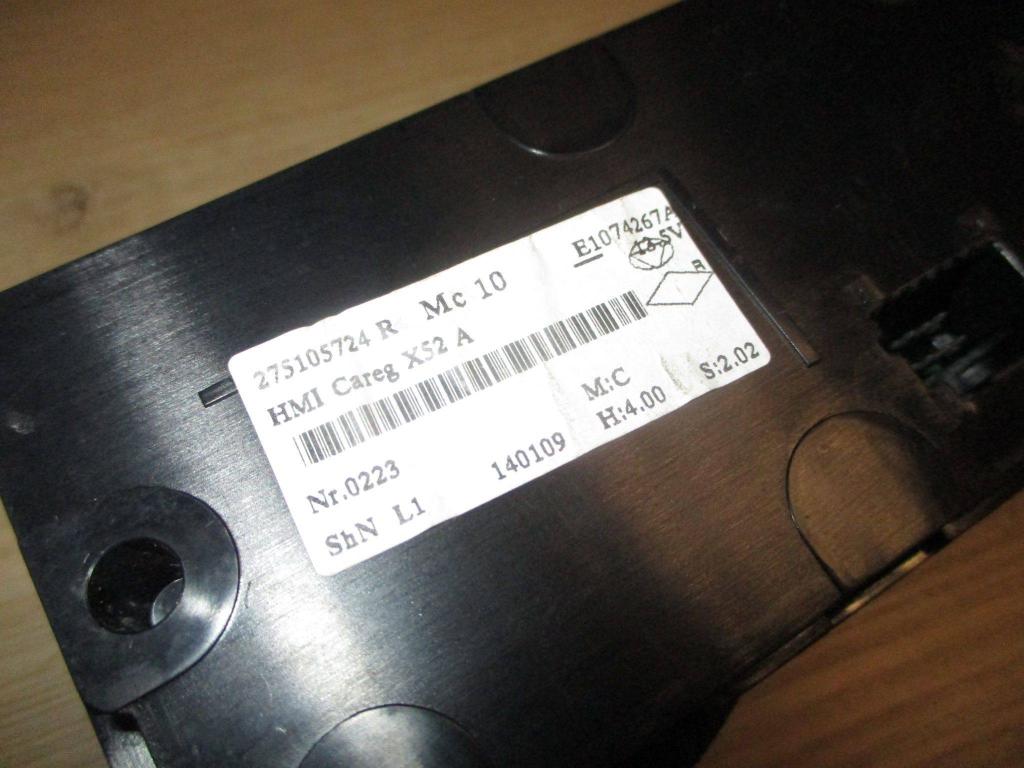 275105724 R Mc 10 E1074267A
HMI Careg X52 A 13.5V
R
Nr.0223 M:C
ShN L1 140109 H:4.00 S:2.02